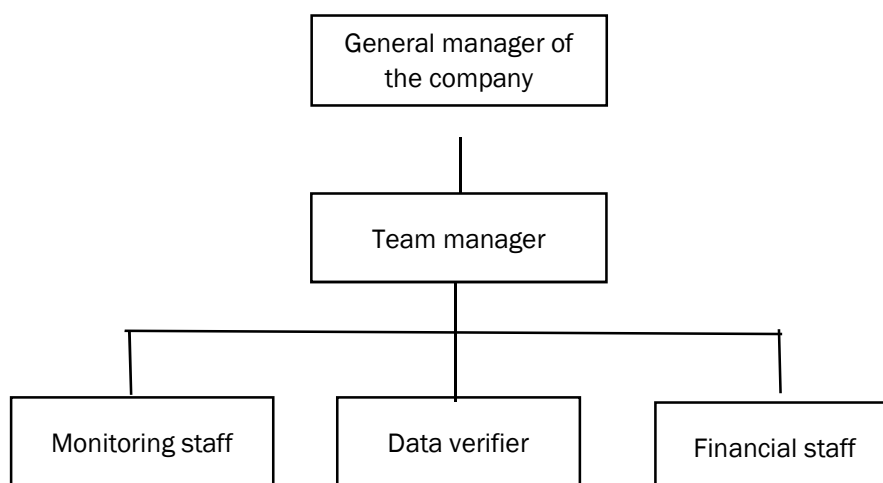 General manager of
the company
Team manager
Monitoring staff
Data verifier
Financial staff